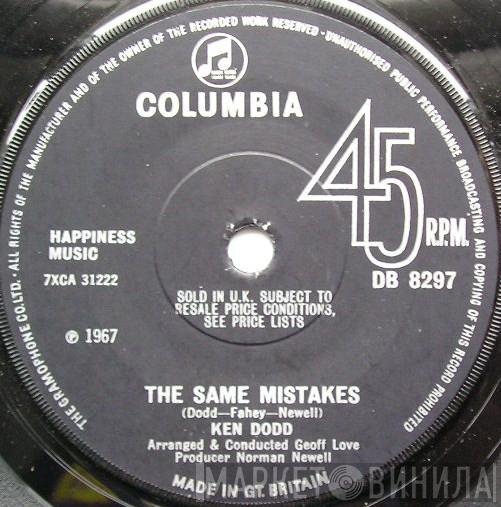 THE GRAMOPHONE CO. LTD. · ALL RIGHTS OF THE MANUFACTURER AND OF THE OWNER OF THE RECORDED WORK RESERVED · UNAUTHORISED PUBLIC PERFORMANCE BROADCASTING AND COPYING OF THIS RECORD PROHIBITED
COLUMBIA
45 R.P.M.
HAPPINESS
MUSIC
7XCA 31222
DB 8297
SOLD IN U.K. SUBJECT TO
RESALE PRICE CONDITIONS,
SEE PRICE LISTS
℗ 1967
THE SAME MISTAKES
(Dodd—Fahey—Newell)
KEN DODD
Arranged & Conducted Geoff Love
Producer Norman Newell
МАРКЕТ ВИНИЛА
MADE IN GT. BRITAIN